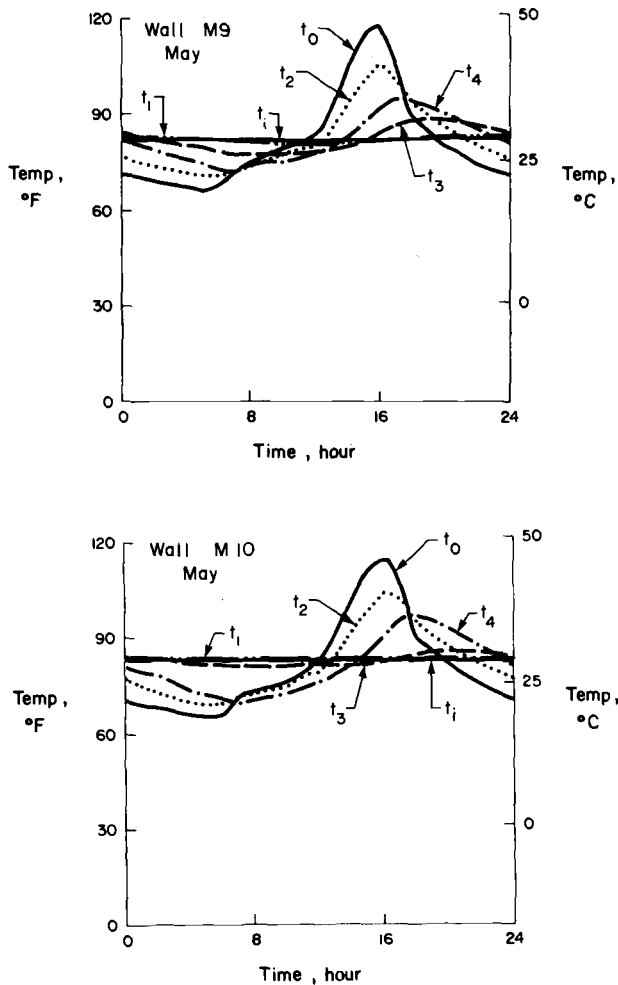 Wall M9
May
120
90
60
30
0
50
25
0
Temp,
°F
Temp,
°C
t₀
t₂
t₄
t₁
tᵢ
t₃
0
8
16
24
Time, hour
Wall M10
May
120
90
60
30
0
50
25
0
Temp,
°F
Temp,
°C
t₀
t₂
t₄
t₁
t₃
tᵢ
0
8
16
24
Time, hour